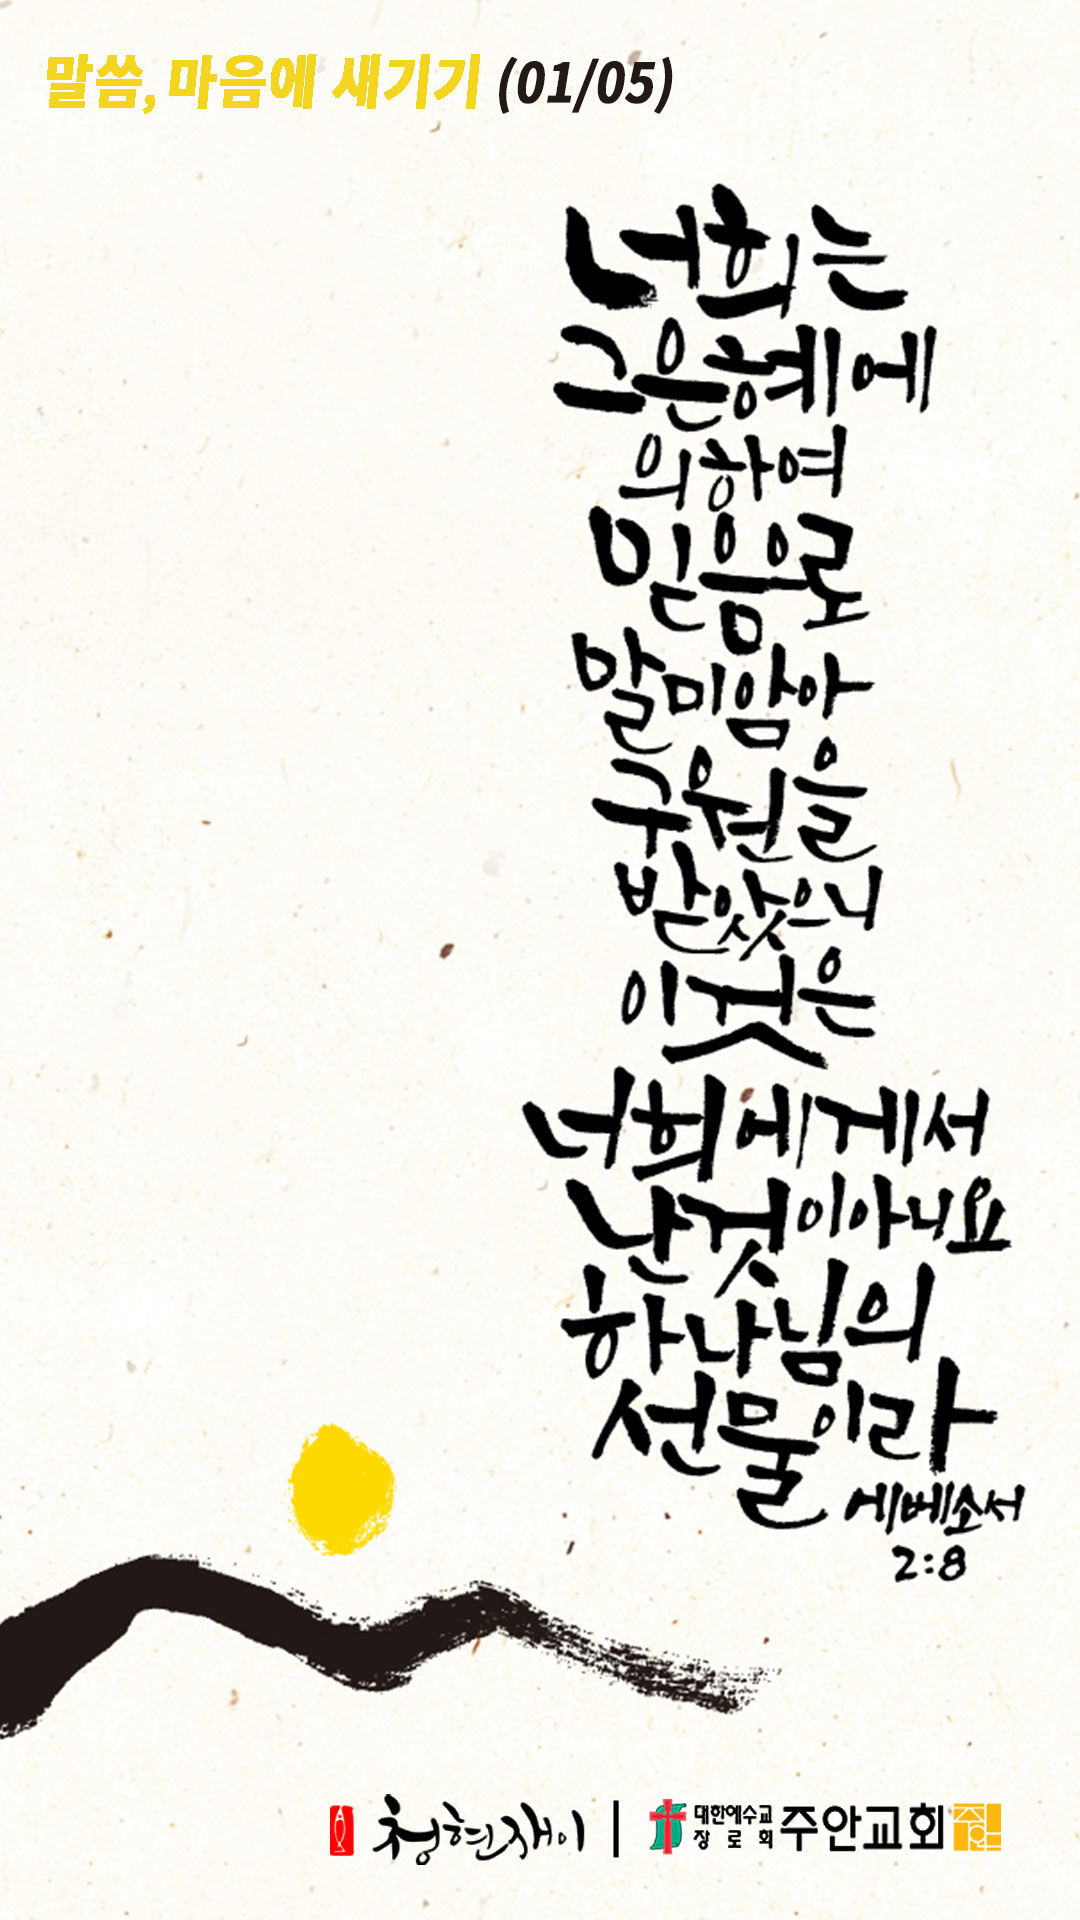 말씀, 마음에 새기기 (01/05)
너희는
그 은혜에
의하여
믿음으로
말미암아
구원을
받았으니
이것은
너희에게서
난 것이 아니요
하나님의
선물이라
에베소서
2:8
청현재이
대한예수교
장로회
주안교회
주안